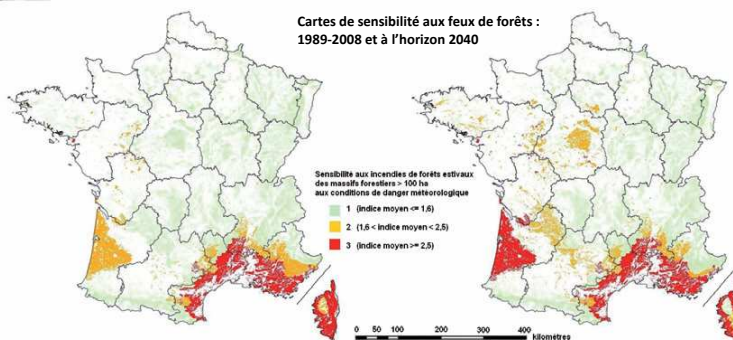 Cartes de sensibilité aux feux de forêts :
1989-2008 et à l'horizon 2040
Sensibilité aux incendies de forêts estivaux
des massifs forestiers > 100 ha
aux conditions de danger météorologique
1 (indice moyen <= 1,6)
2 (1,6 < indice moyen < 2,5)
3 (indice moyen >= 2,5)
0 50 100 200 300 400
kilomètres